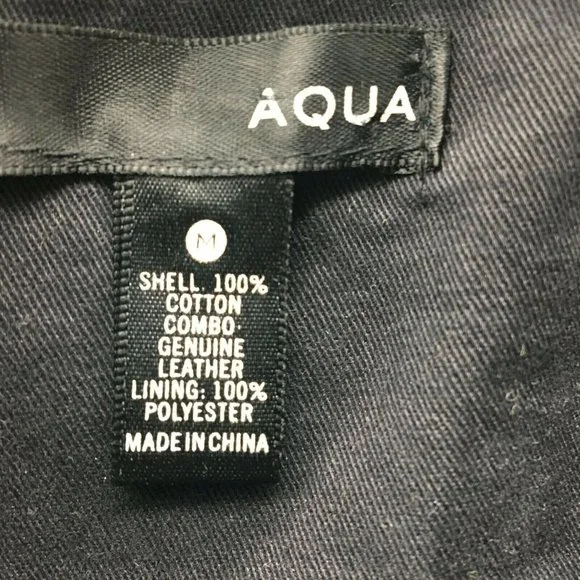 AQUA
M
SHELL: 100%
COTTON
COMBO:
GENUINE
LEATHER
LINING: 100%
POLYESTER
MADE IN CHINA